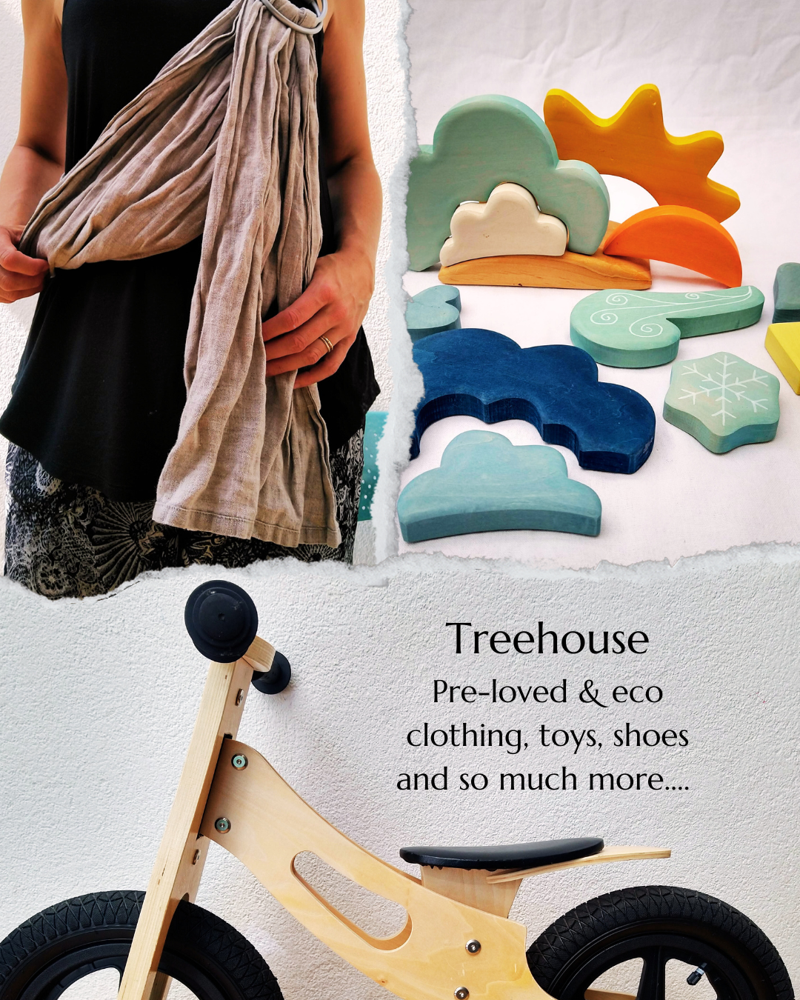 Treehouse
Pre-loved & eco
clothing, toys, shoes
and so much more....